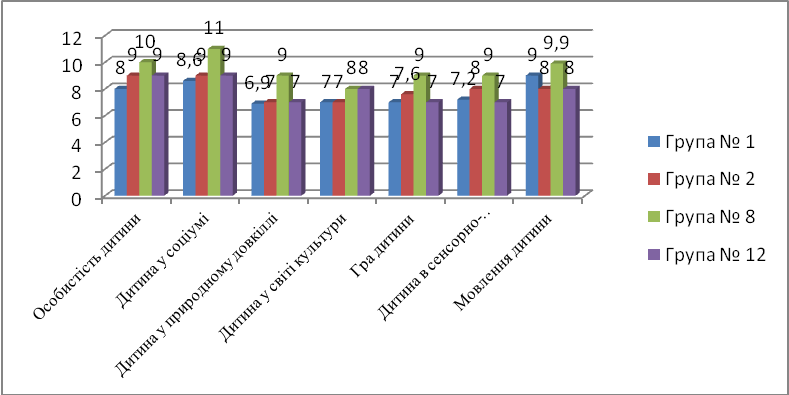 12
10
8
6
4
2
0
8 9 10 9
8,6 9 11 9
6,9 7 9 7
7 7 8 8
7 7,6 9 7
7,2 8 9 7
9 8 9,9 8
Особистість дитини
Дитина у соціумі
Дитина у природному довкіллі
Дитина у світі культури
Гра дитини
Дитина в сенсорно-..
Мовлення дитини
Група № 1
Група № 2
Група № 8
Група № 12